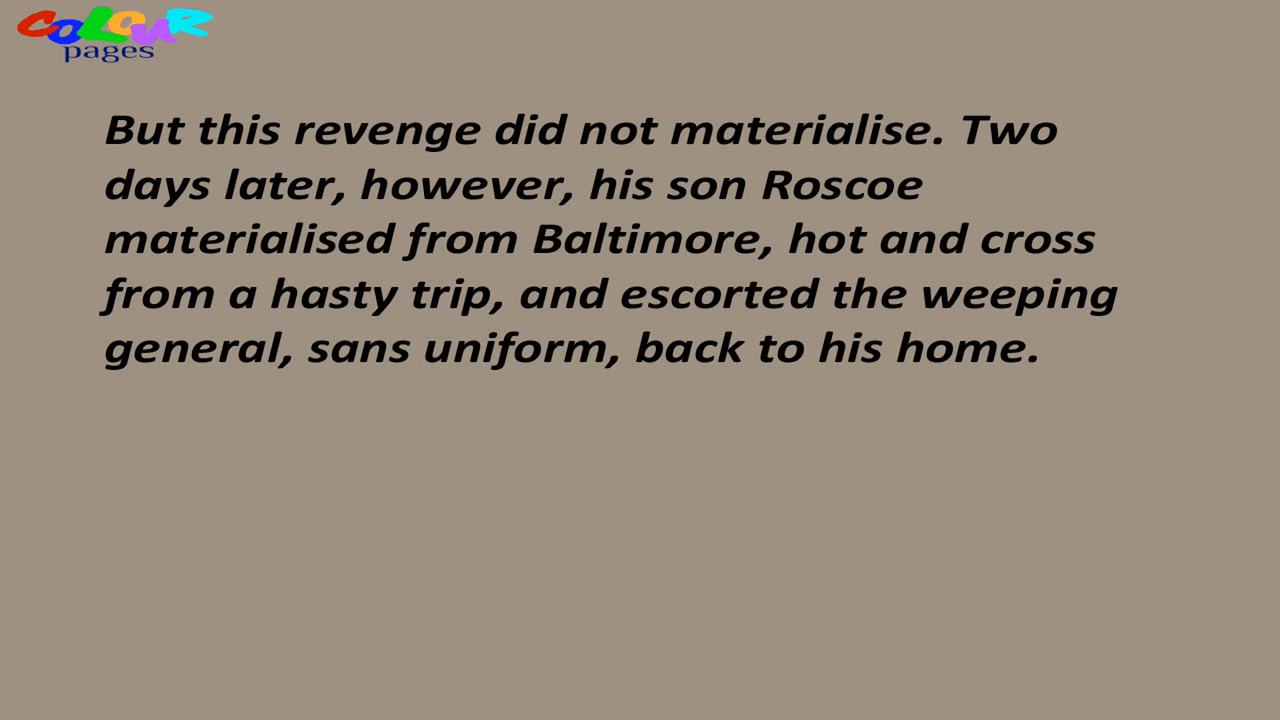 COLOUR
pages
But this revenge did not materialise. Two
days later, however, his son Roscoe
materialised from Baltimore, hot and cross
from a hasty trip, and escorted the weeping
general, sans uniform, back to his home.